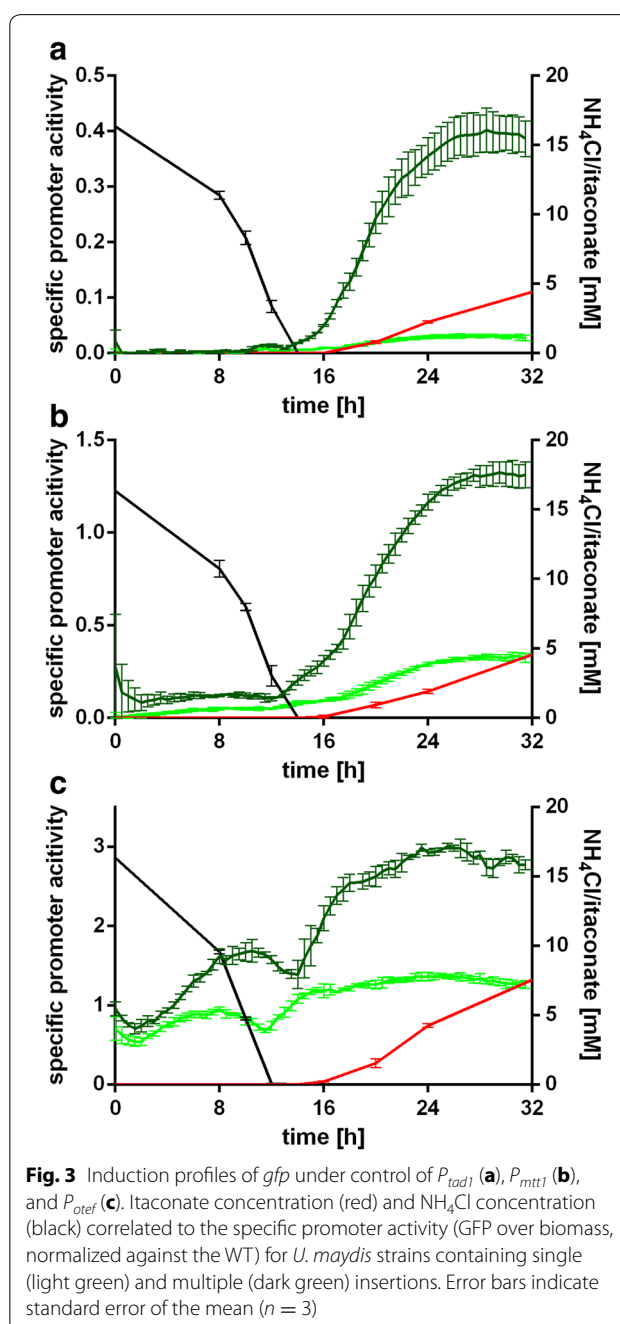 a
0.5
0.4
0.3
0.2
0.1
0.0
specific promoter acitivity
20
15
10
5
0
NH₄Cl/itaconate [mM]
0 8 16 24 32
time [h]
b
1.5
1.0
0.5
0.0
specific promoter acitivity
20
15
10
5
0
NH₄Cl/itaconate [mM]
0 8 16 24 32
time [h]
c
3
2
1
0
specific promoter acitivity
20
15
10
5
0
NH₄Cl/itaconate [mM]
0 8 16 24 32
time [h]
Fig. 3 Induction profiles of gfp under control of Ptad1 (a), Pmtt1 (b),
and Potef (c). Itaconate concentration (red) and NH₄Cl concentration
(black) correlated to the specific promoter activity (GFP over biomass,
normalized against the WT) for U. maydis strains containing single
(light green) and multiple (dark green) insertions. Error bars indicate
standard error of the mean (n = 3)